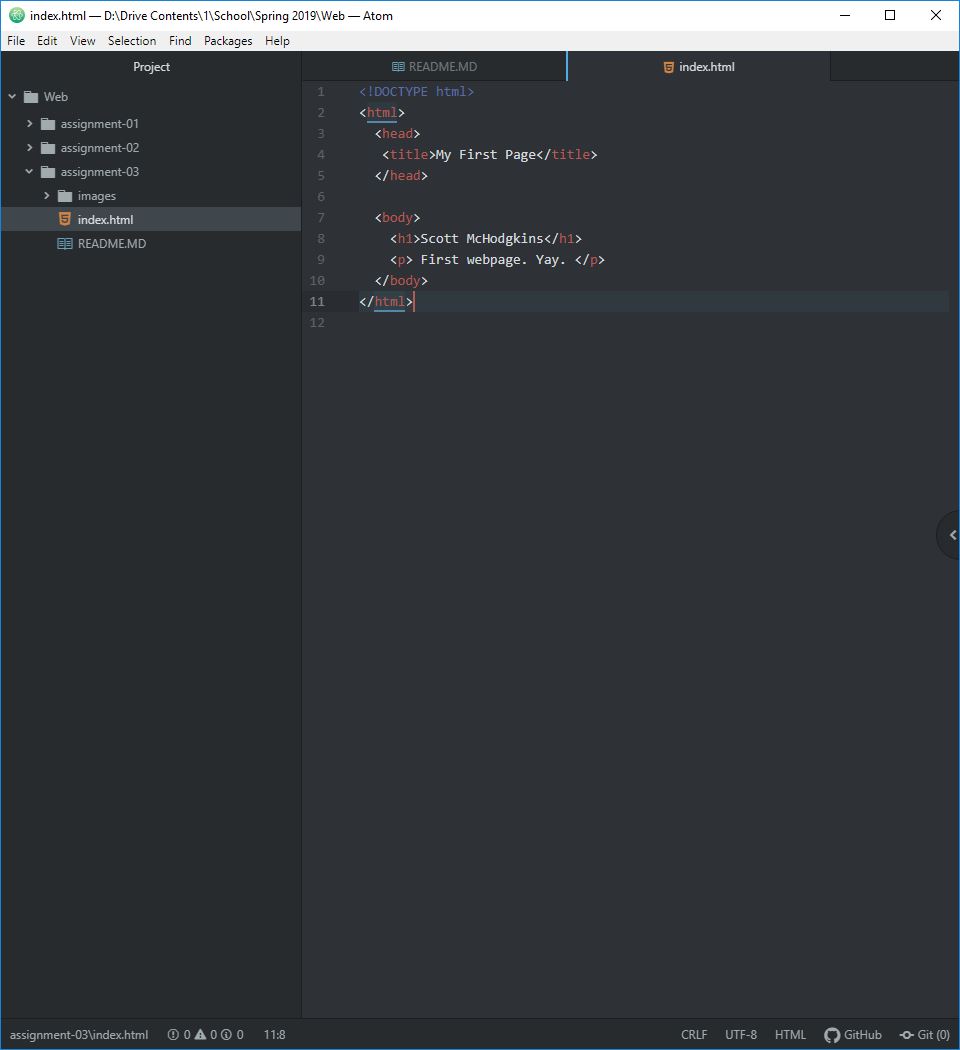 index.html — D:\Drive Contents\1\School\Spring 2019\Web — Atom
File Edit View Selection Find Packages Help
Project
Web
assignment-01
assignment-02
assignment-03
images
index.html
README.MD
README.MD
index.html
1 <!DOCTYPE html>
2 <html>
3 <head>
4 <title>My First Page</title>
5 </head>
6
7 <body>
8 <h1>Scott McHodgkins</h1>
9 <p> First webpage. Yay. </p>
10 </body>
11 </html>
12
assignment-03\index.html 0 0 0 11:8 CRLF UTF-8 HTML GitHub Git (0)